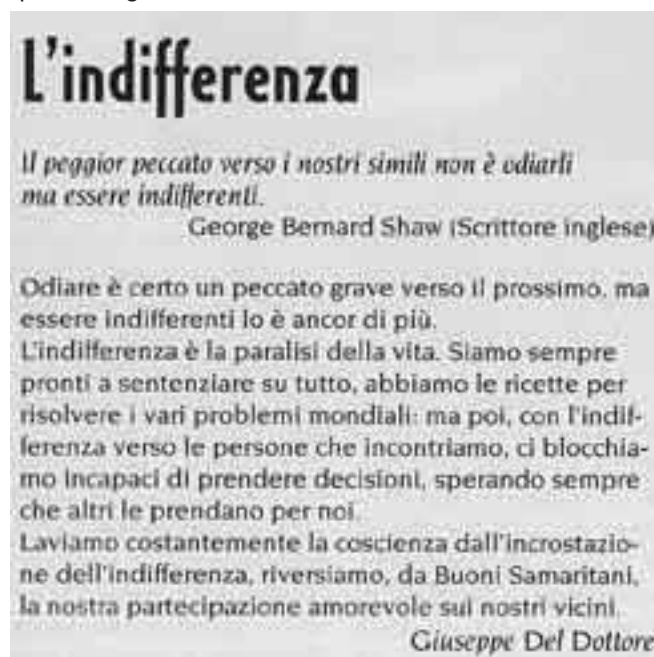 L'indifferenza
Il peggior peccato verso i nostri simili non è odiarli
ma essere indifferenti.
George Bernard Shaw (Scrittore inglese)
Odiare è certo un peccato grave verso il prossimo, ma
essere indifferenti lo è ancor di più.
L'indifferenza è la paralisi della vita. Siamo sempre
pronti a sentenziare su tutto, abbiamo le ricette per
risolvere i vari problemi mondiali: ma poi, con l'indif-
ferenza verso le persone che incontriamo, ci blocchia-
mo incapaci di prendere decisioni, sperando sempre
che altri le prendano per noi.
Laviamo costantemente la coscienza dall'incrostazio-
ne dell'indifferenza, riversiamo, da Buoni Samaritani,
la nostra partecipazione amorevole sui nostri vicini.
Giuseppe Del Dottore